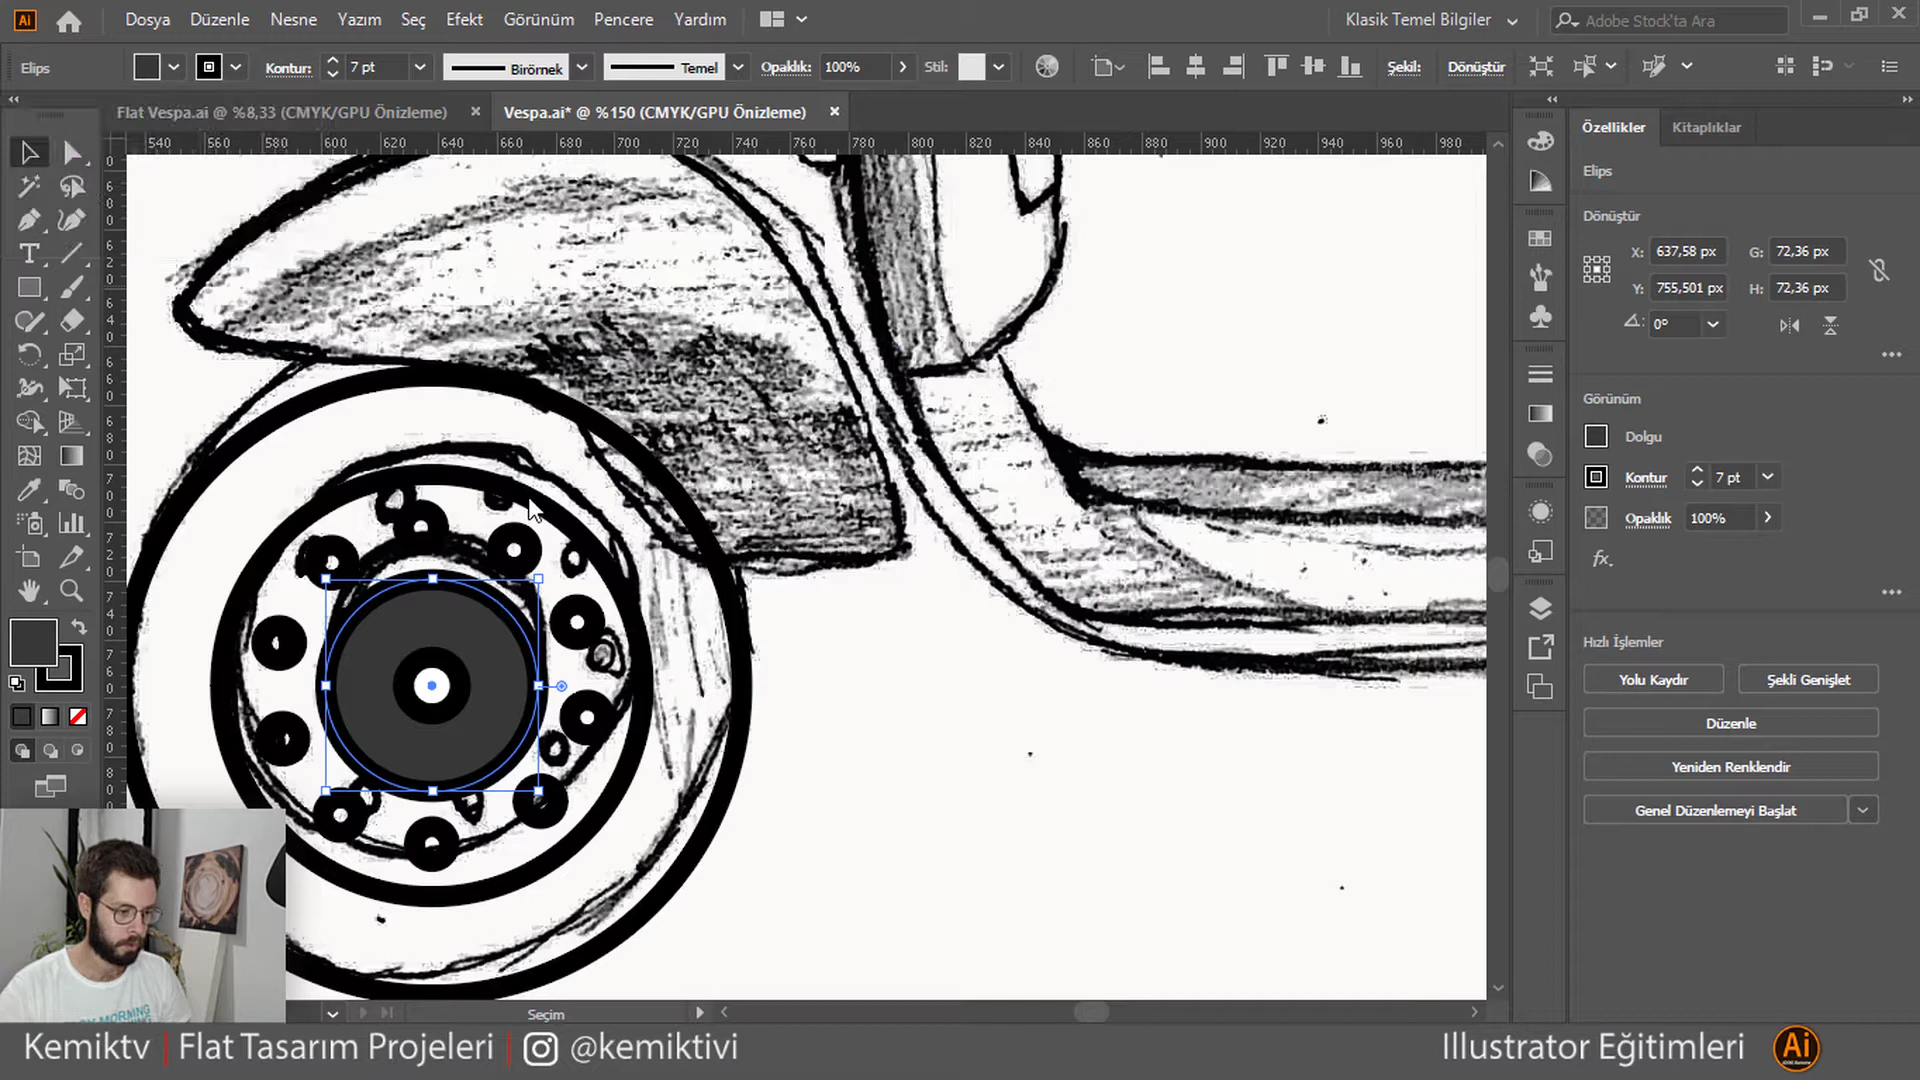 Ai Dosya Düzenle Nesne Yazım Seç Efekt Görünüm Pencere Yardım Klasik Temel Bilgiler Adobe Stock'ta Ara
Elips Kontur: 7 pt Birörnek Temel Opaklık: 100% Stil: Şekil: Dönüştür
Flat Vespa.ai @ %8,33 (CMYK/GPU Önizleme) Vespa.ai* @ %150 (CMYK/GPU Önizleme)
540 560 580 600 620 640 660 680 700 720 740 760 780 800 820 840 860 880 900 920 940 960 980
Özellikler Kitaplıklar
Elips
Dönüştür
X: 637,58 px G: 72,36 px
Y: 755,501 px H: 72,36 px
0°
Görünüm
Dolgu
Kontur 7 pt
Opaklık 100%
fx.
Hızlı İşlemler
Yolu Kaydır Şekli Genişlet
Düzenle
Yeniden Renklendir
Genel Düzenlemeyi Başlat
Seçim
Kemiktv Flat Tasarım Projeleri @kemiktivi Illustrator Eğitimleri Ai